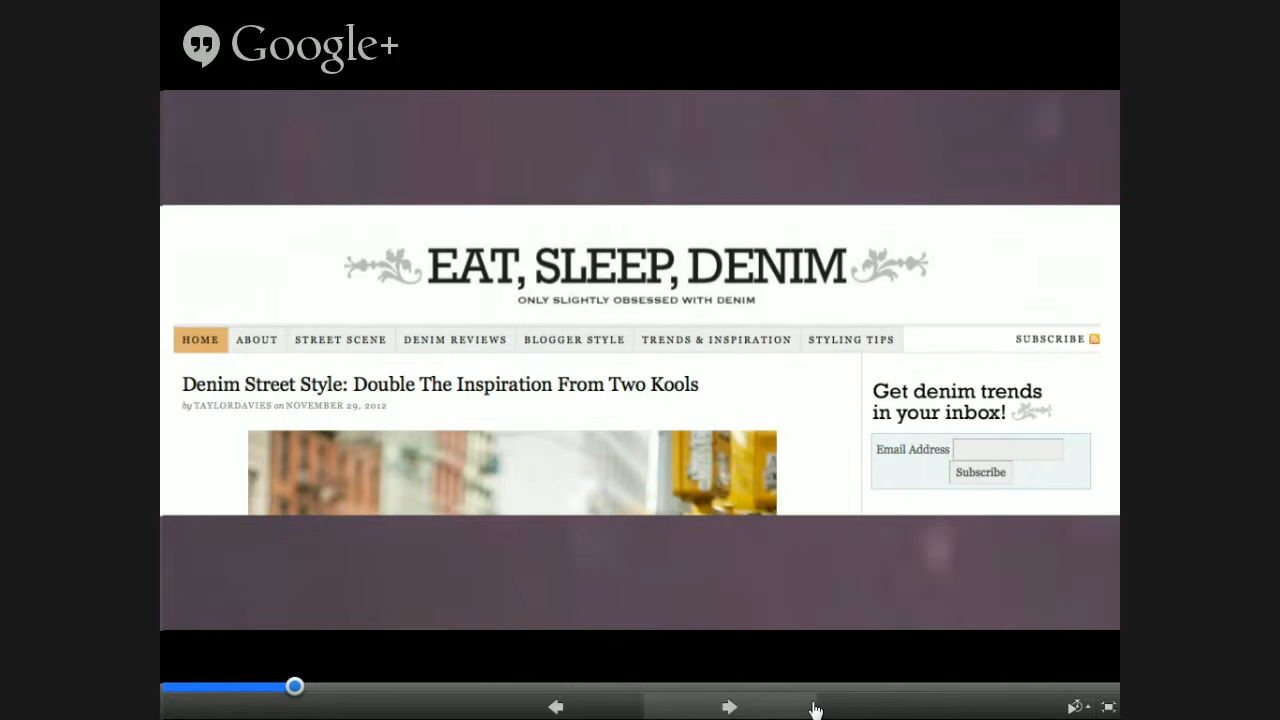 Google+
EAT, SLEEP, DENIM
ONLY SLIGHTLY OBSESSED WITH DENIM
HOME ABOUT STREET SCENE DENIM REVIEWS BLOGGER STYLE TRENDS & INSPIRATION STYLING TIPS SUBSCRIBE
Denim Street Style: Double The Inspiration From Two Kools
by TAYLORDAVIES on NOVEMBER 29, 2012
Get denim trends
in your inbox!
Email Address
Subscribe